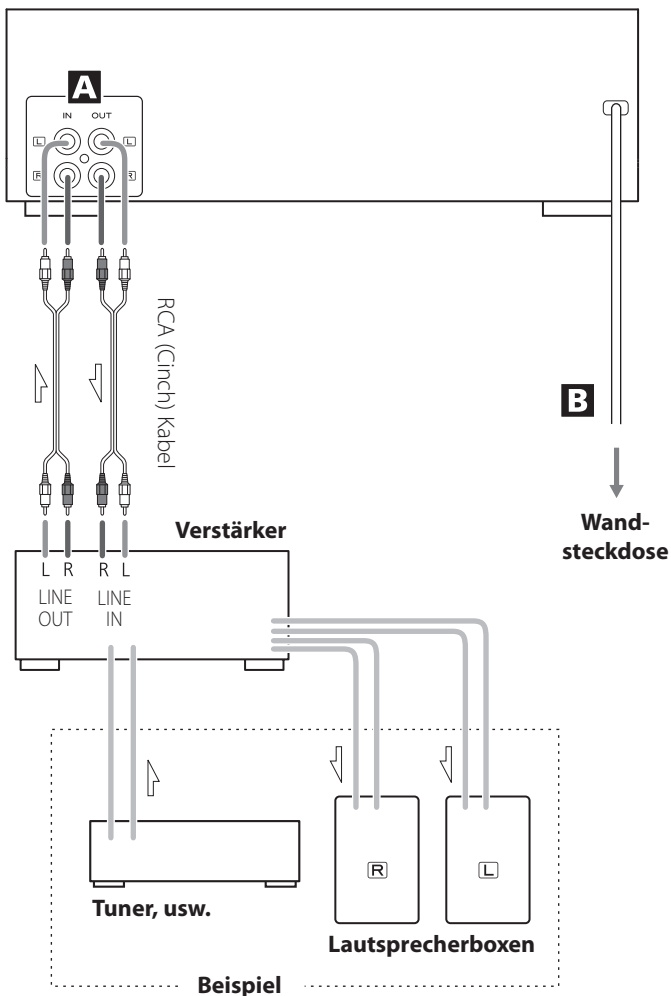 A
IN OUT
L L
R R
RCA (Cinch) Kabel
B
Wand-
steckdose
Verstärker
L R R L
LINE LINE
OUT IN
R L
Tuner, usw.
Lautsprecherboxen
Beispiel